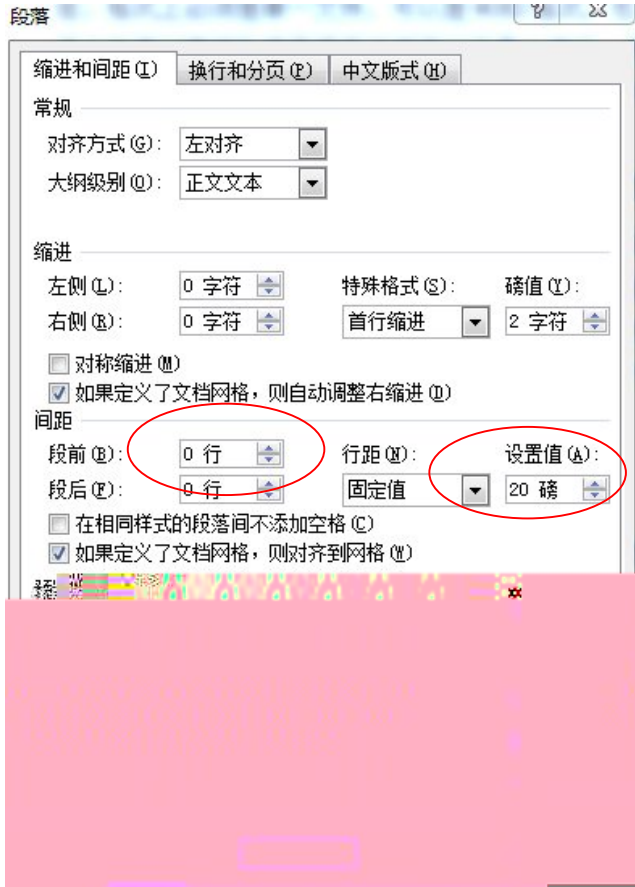 段落
缩进和间距(I) 换行和分页(P) 中文版式(H)
常规
对齐方式(G): 左对齐
大纲级别(O): 正文文本
缩进
左侧(L): 0 字符 特殊格式(S): 磅值(Y):
右侧(R): 0 字符 首行缩进 2 字符
对称缩进(M)
如果定义了文档网格，则自动调整右缩进(D)
间距
段前(B): 0 行 行距(N): 设置值(A):
段后(F): 0 行 固定值 20 磅
在相同样式的段落间不添加空格(C)
如果定义了文档网格，则对齐到网格(W)